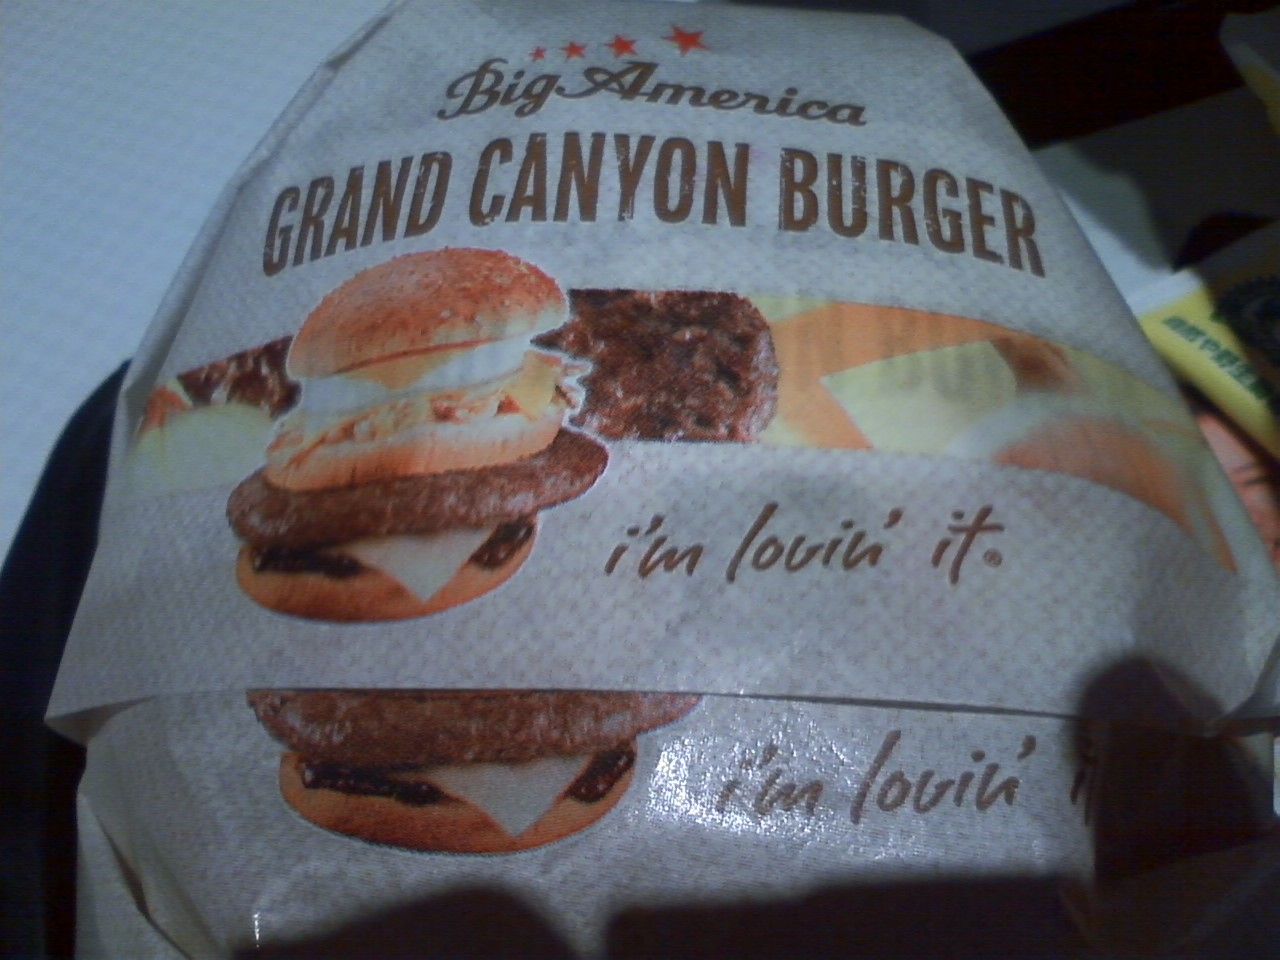 Big America
GRAND CANYON BURGER
i'm lovin' it®
i'm lovin' i